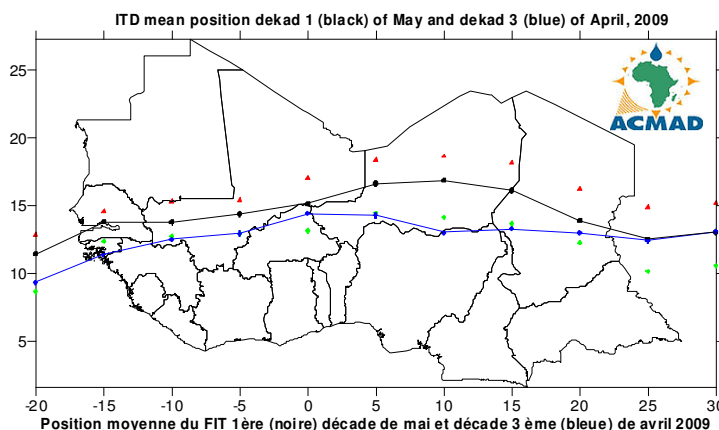 ITD mean position dekad 1 (black) of May and dekad 3 (blue) of April, 2009
25
20
15
10
5
ACMAD
-20 -15 -10 -5 0 5 10 15 20 25 30
Position moyenne du FIT 1ère (noire) décade de mai et décade 3 ème (bleue) de avril 2009